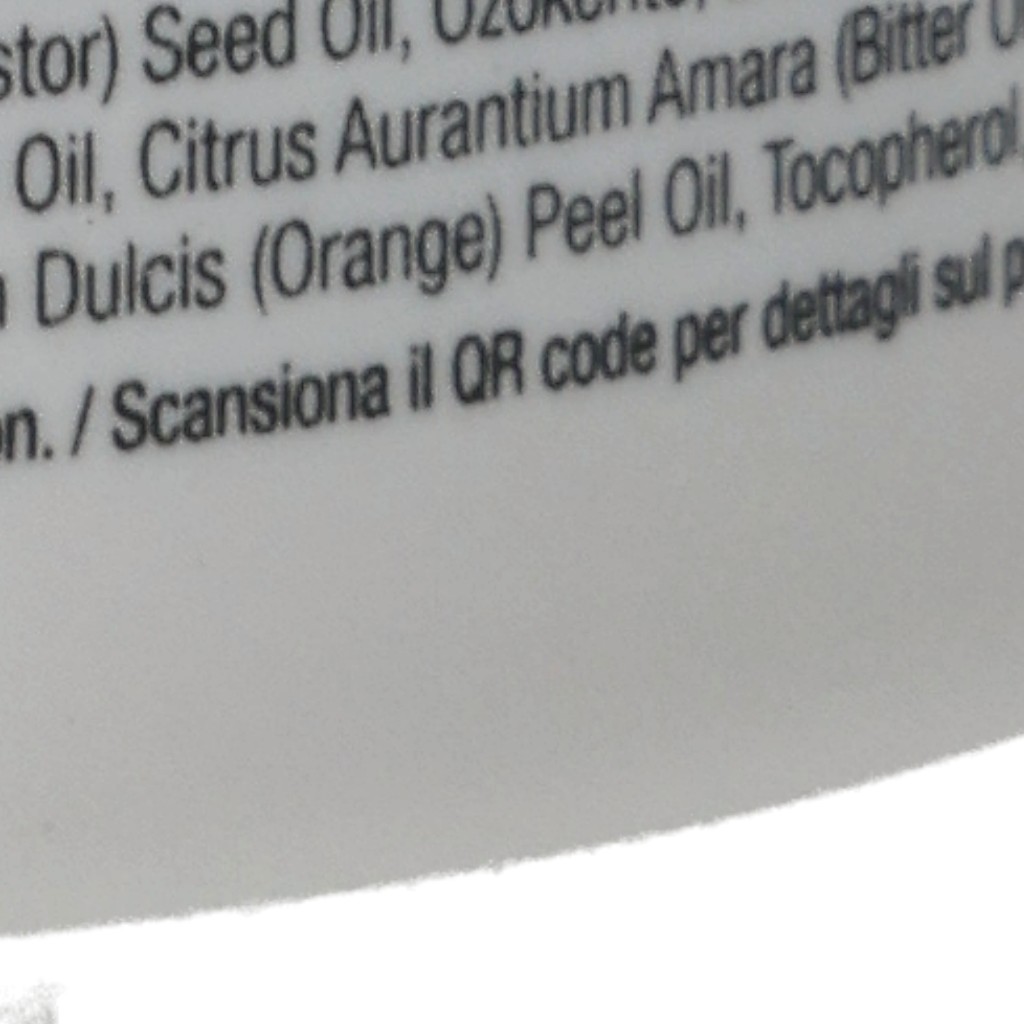 Seed Oil,
Oil, Citrus Aurantium Amara (Bitter
Dulcis (Orange) Peel Oil, Tocopherol
/ Scansiona il QR code per dettagli sul